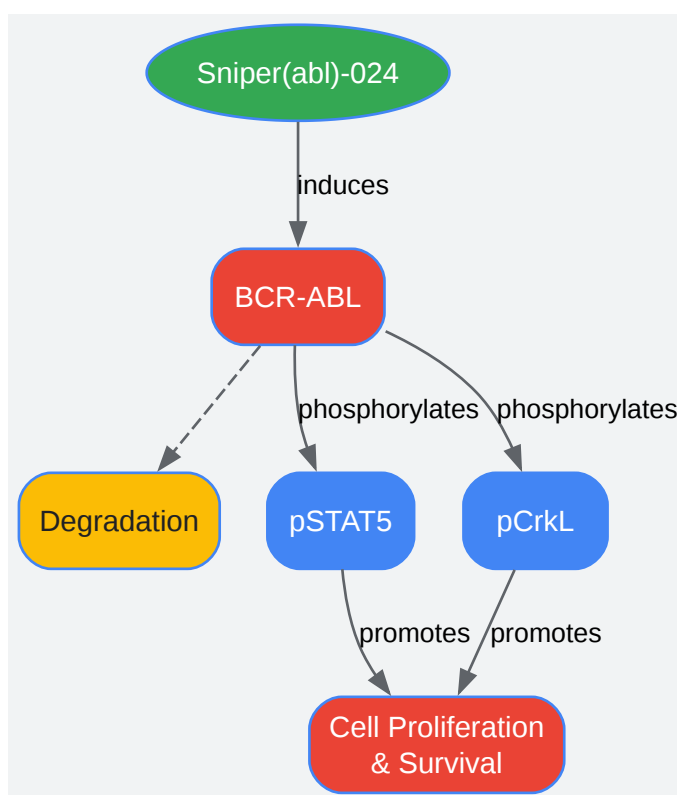 Sniper(abl)-024
induces
BCR-ABL
phosphorylates
phosphorylates
Degradation
pSTAT5
pCrkL
promotes
promotes
Cell Proliferation
& Survival